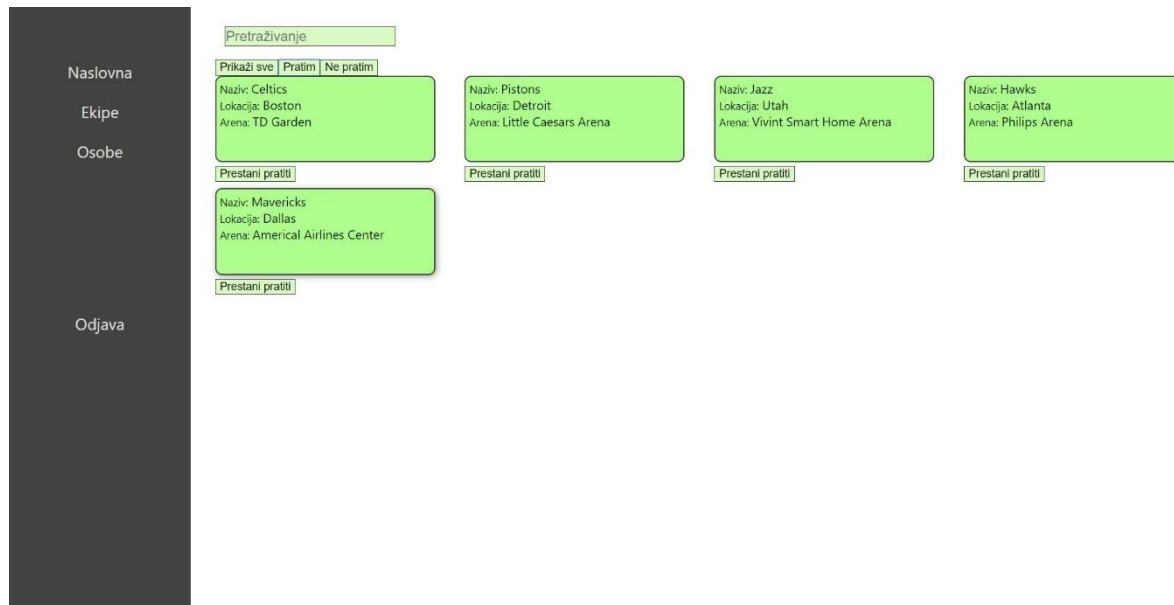 Naslovna
Ekipe
Osobe
Odjava
Pretraživanje
Prikaži sve Pratim Ne pratim
Naziv: Celtics
Lokacija: Boston
Arena: TD Garden
Prestani pratiti
Naziv: Pistons
Lokacija: Detroit
Arena: Little Caesars Arena
Prestani pratiti
Naziv: Jazz
Lokacija: Utah
Arena: Vivint Smart Home Arena
Prestani pratiti
Naziv: Hawks
Lokacija: Atlanta
Arena: Philips Arena
Prestani pratiti
Naziv: Mavericks
Lokacija: Dallas
Arena: Americal Airlines Center
Prestani pratiti